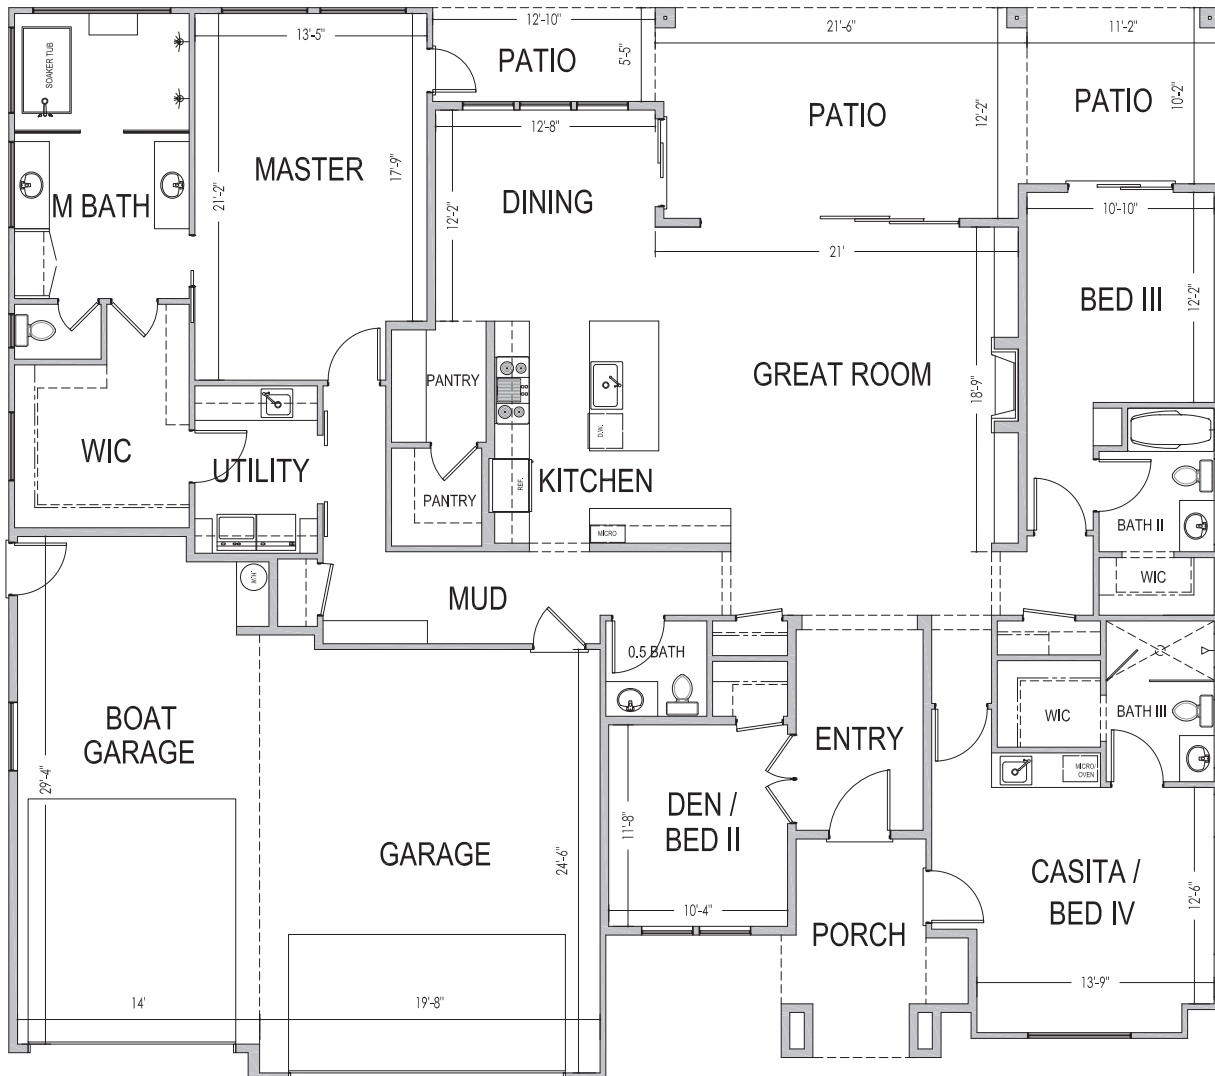 12'-10"
21'-6"
11'-2"
13'-5"
SOAKER TUB
PATIO
5'-5"
PATIO
12'-2"
PATIO
10'-2"
12'-8"
MASTER
17'-9"
21'-2"
M BATH
DINING
12'-2"
10'-10"
21'
BED III
12'-2"
GREAT ROOM
18'-9"
PANTRY
D.W.
WIC
UTILITY
KITCHEN
REF.
PANTRY
MICRO
BATH II
WIC
W/H
MUD
0.5 BATH
BOAT
GARAGE
29'-4"
ENTRY
WIC
BATH III
MICRO/
OVEN
DEN /
BED II
11'-8"
GARAGE
24'-6"
CASITA /
BED IV
12'-6"
10'-4"
PORCH
13'-9"
14'
19'-8"